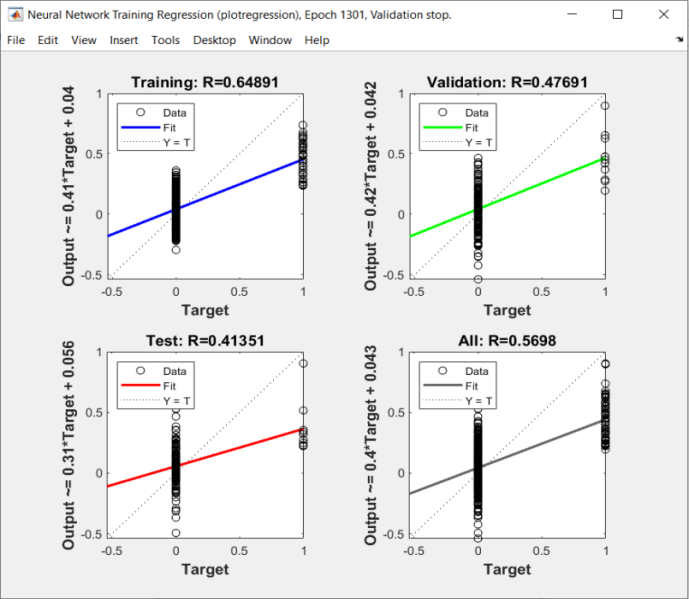 Neural Network Training Regression (plotregression), Epoch 1301, Validation stop.
File Edit View Insert Tools Desktop Window Help
Training: R=0.64891
Output ~= 0.41*Target + 0.04
Data
Fit
Y = T
1
0.5
0
-0.5
-0.5 0 0.5 1
Target
Validation: R=0.47691
Output ~= 0.42*Target + 0.042
Data
Fit
Y = T
1
0.5
0
-0.5
-0.5 0 0.5 1
Target
Test: R=0.41351
Output ~= 0.31*Target + 0.056
Data
Fit
Y = T
1
0.5
0
-0.5
-0.5 0 0.5 1
Target
All: R=0.5698
Output ~= 0.4*Target + 0.043
Data
Fit
Y = T
1
0.5
0
-0.5
-0.5 0 0.5 1
Target